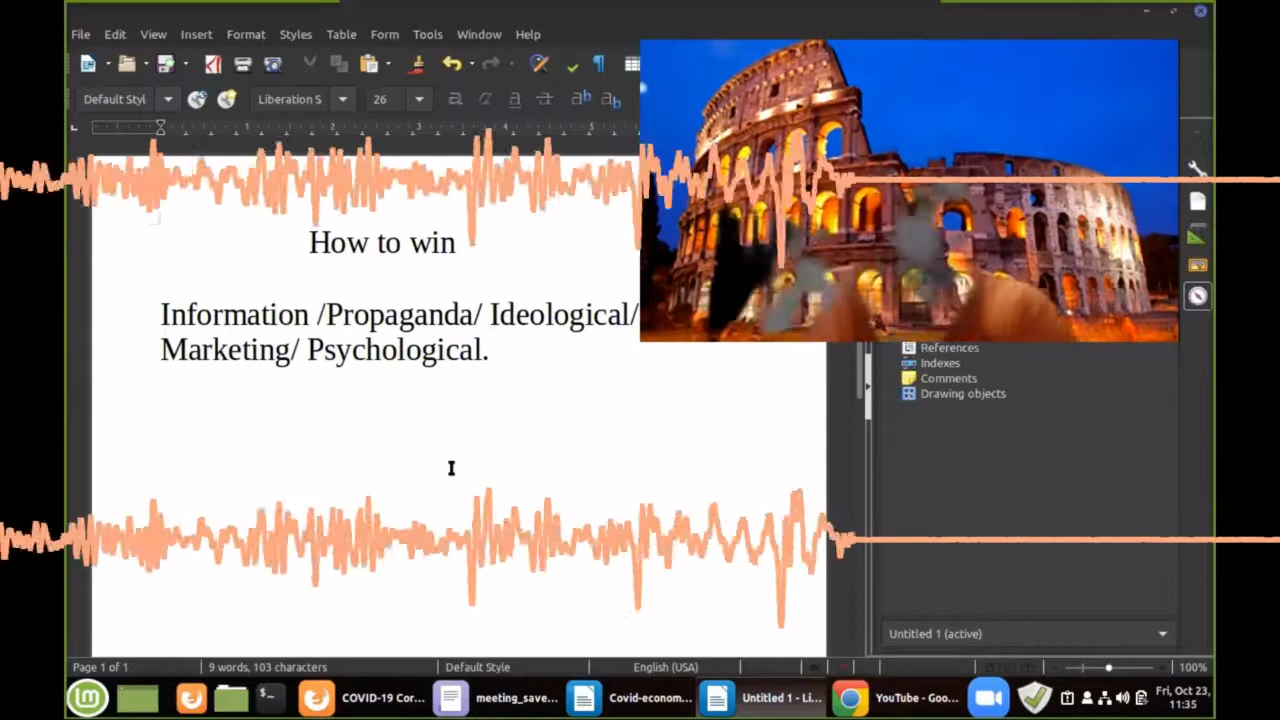 File Edit View Insert Format Styles Table Form Tools Window Help
Default Styl Liberation S 26
How to win
Information /Propaganda/ Ideological/
Marketing/ Psychological.
References
Indexes
Comments
Drawing objects
Untitled 1 (active)
Page 1 of 1 9 words, 103 characters Default Style English (USA) 100%
COVID-19 Cor... meeting_save... Covid-econom... Untitled 1 - Li... YouTube - Goo... Fri, Oct 23,
11:35